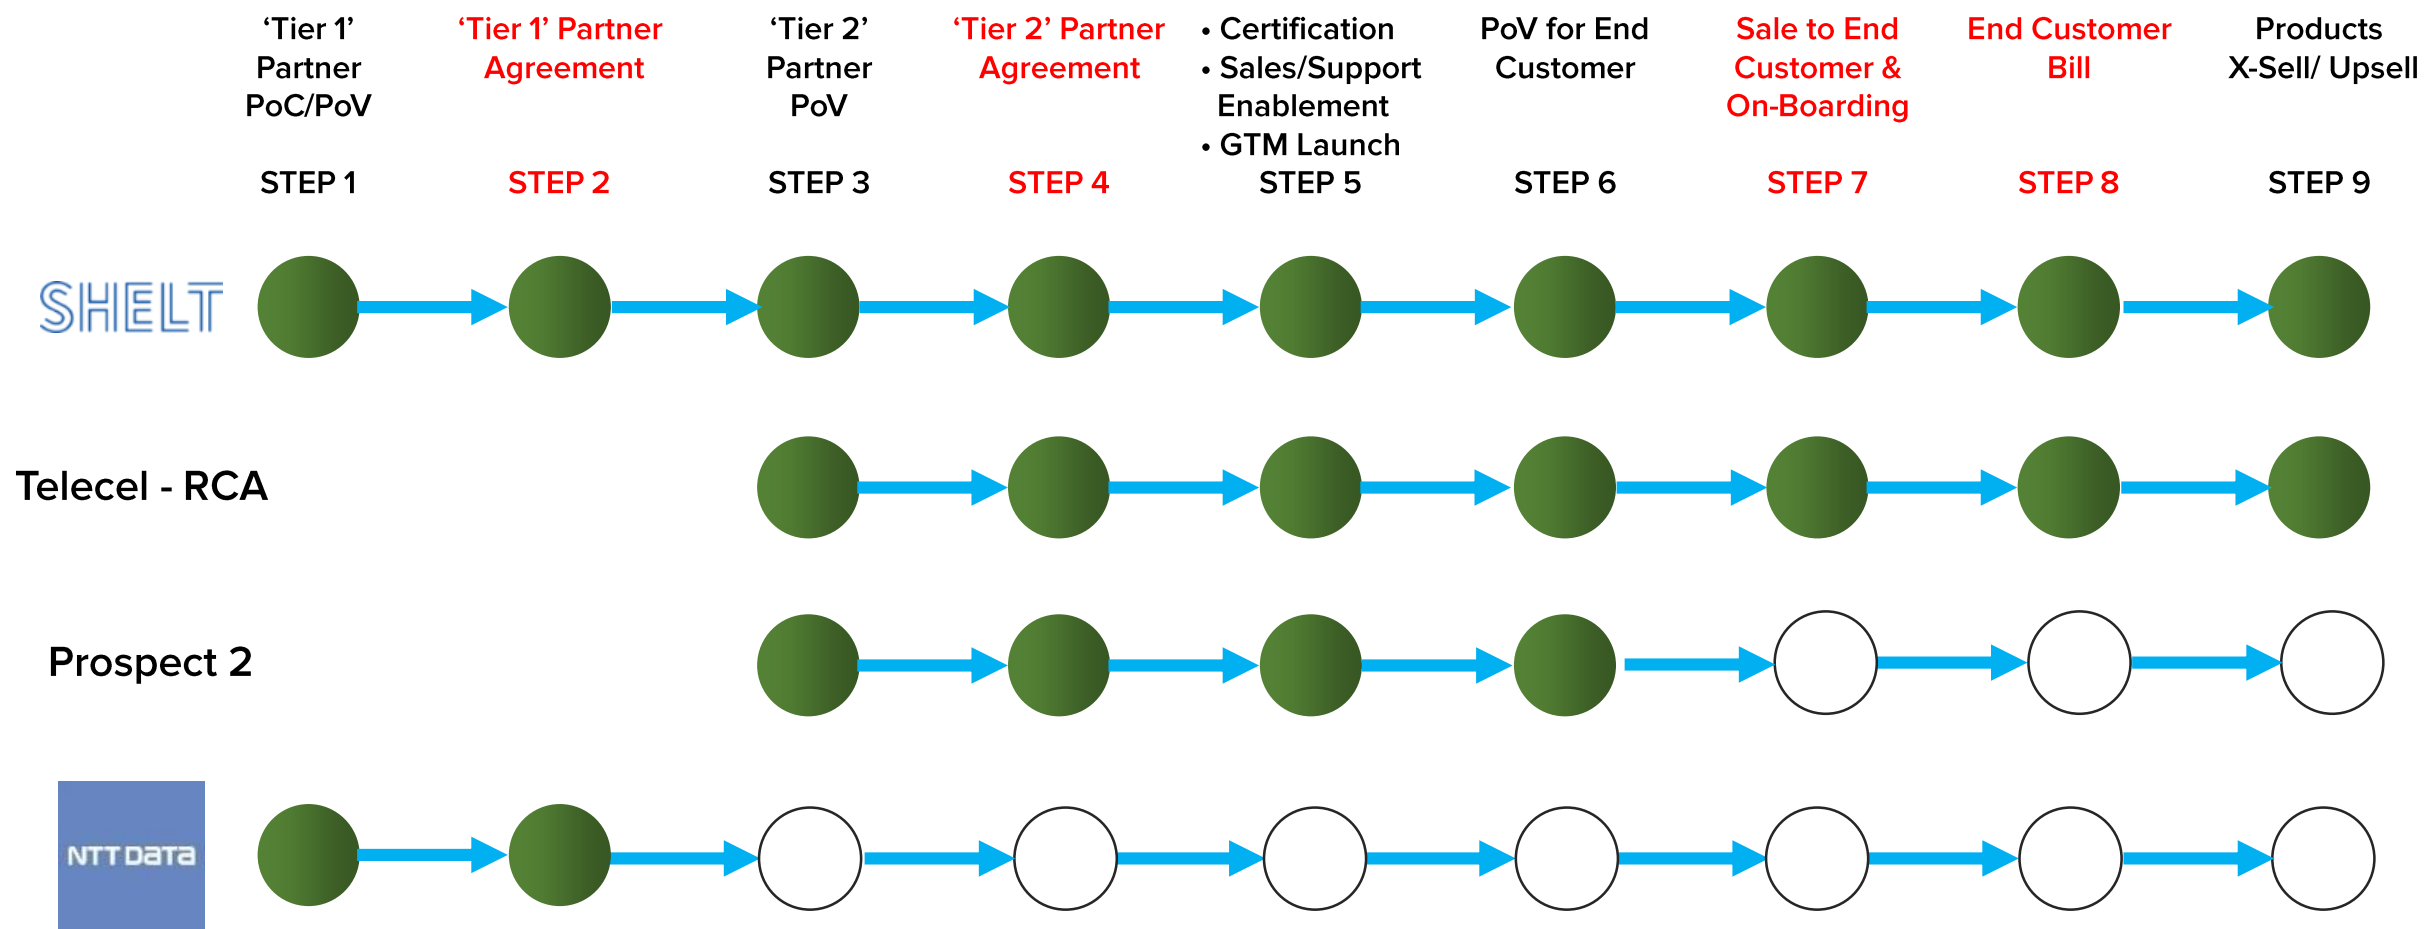 ‘Tier 1’
Partner
PoC/PoV
‘Tier 1’ Partner
Agreement
‘Tier 2’
Partner
PoV
‘Tier 2’ Partner
Agreement
• Certification
• Sales/Support
Enablement
• GTM Launch
PoV for End
Customer
Sale to End
Customer &
On-Boarding
End Customer
Bill
Products
X-Sell/ Upsell
STEP 1
STEP 2
STEP 3
STEP 4
STEP 5
STEP 6
STEP 7
STEP 8
STEP 9
SHELT
Telecel - RCA
Prospect 2
NTT DATA